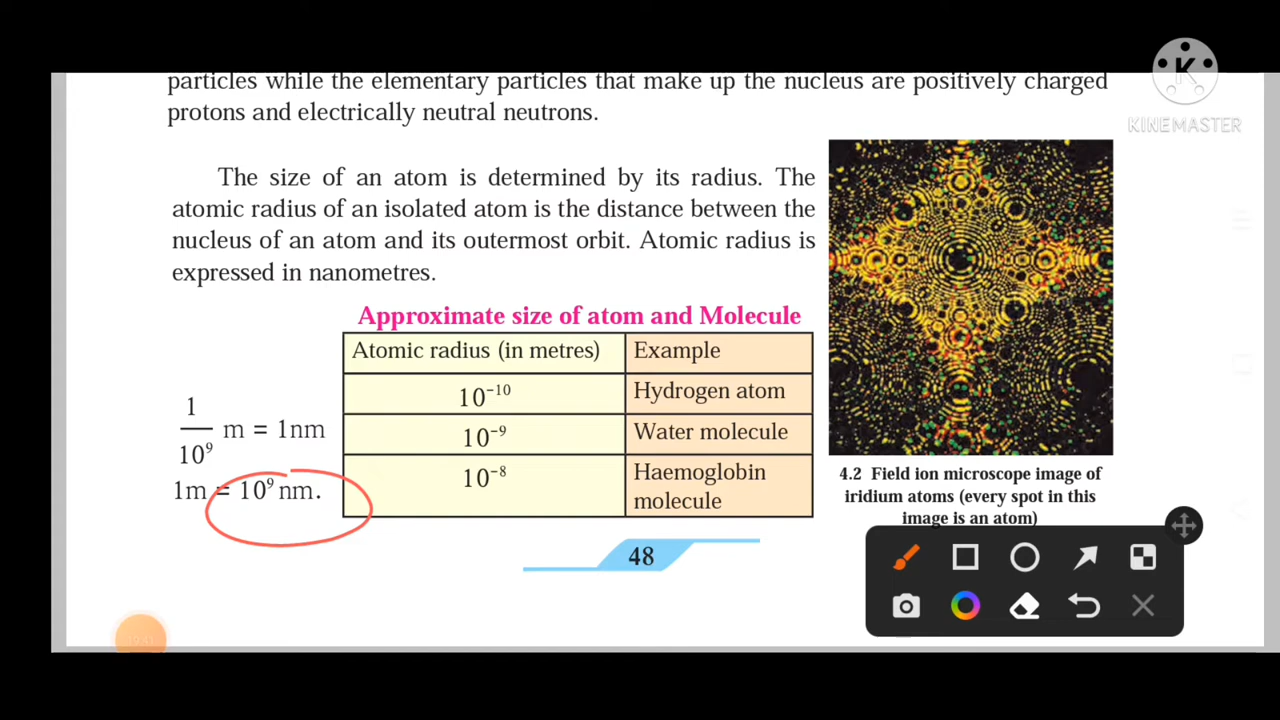 particles while the elementary particles that make up the nucleus are positively charged
protons and electrically neutral neutrons.
KINEMASTER
The size of an atom is determined by its radius. The
atomic radius of an isolated atom is the distance between the
nucleus of an atom and its outermost orbit. Atomic radius is
expressed in nanometres.
Approximate size of atom and Molecule
Atomic radius (in metres) Example
10⁻¹⁰ Hydrogen atom
10⁻⁹ Water molecule
10⁻⁸ Haemoglobin
molecule
1
10⁹ m = 1nm
1m = 10⁹ nm.
4.2 Field ion microscope image of
iridium atoms (every spot in this
image is an atom)
48